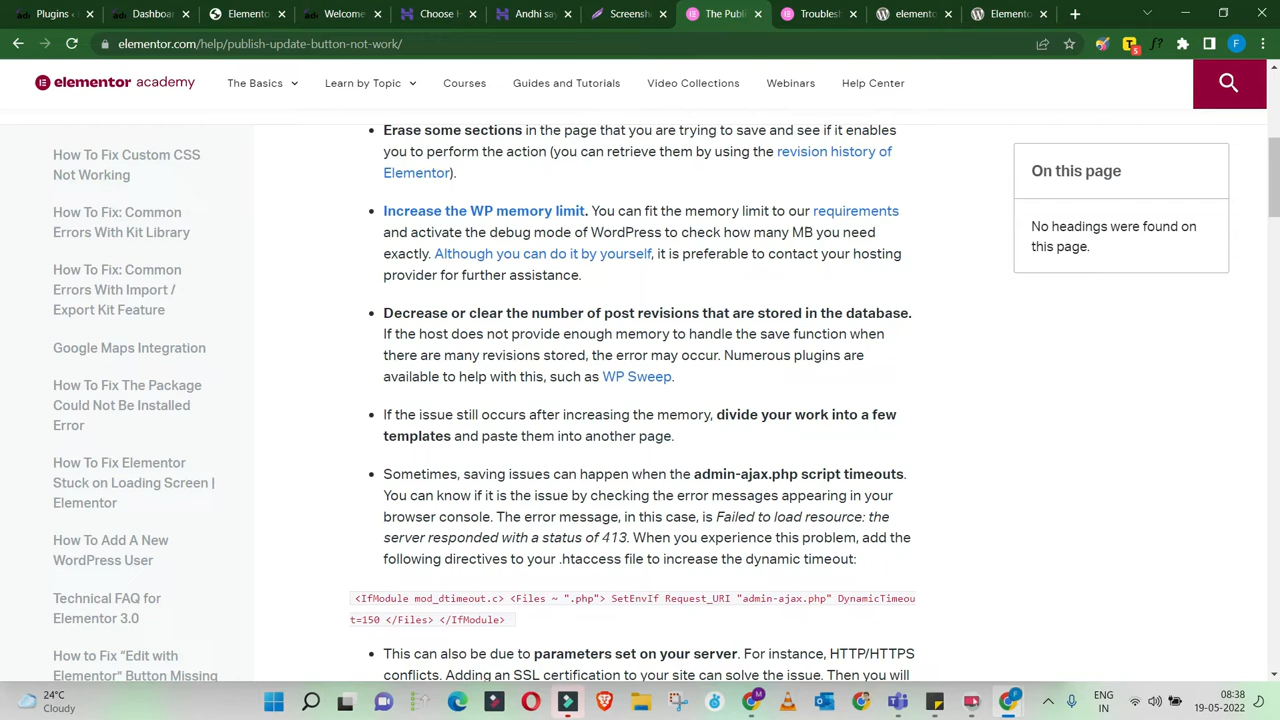 Plugins <
Dashboa
Elemento
Welcome
Choose H
Andhi say
Screensh
The Publi
Troublesh
elemento
Elemento
elementor.com/help/publish-update-button-not-work/
5
F
elementor academy
The Basics
Learn by Topic
Courses
Guides and Tutorials
Video Collections
Webinars
Help Center
How To Fix Custom CSS
Not Working
How To Fix: Common
Errors With Kit Library
How To Fix: Common
Errors With Import /
Export Kit Feature
Google Maps Integration
How To Fix The Package
Could Not Be Installed
Error
How To Fix Elementor
Stuck on Loading Screen |
Elementor
How To Add A New
WordPress User
Technical FAQ for
Elementor 3.0
How to Fix “Edit with
Elementor” Button Missing
• Erase some sections in the page that you are trying to save and see if it enables
you to perform the action (you can retrieve them by using the revision history of
Elementor).
• Increase the WP memory limit. You can fit the memory limit to our requirements
and activate the debug mode of WordPress to check how many MB you need
exactly. Although you can do it by yourself, it is preferable to contact your hosting
provider for further assistance.
• Decrease or clear the number of post revisions that are stored in the database.
If the host does not provide enough memory to handle the save function when
there are many revisions stored, the error may occur. Numerous plugins are
available to help with this, such as WP Sweep.
• If the issue still occurs after increasing the memory, divide your work into a few
templates and paste them into another page.
• Sometimes, saving issues can happen when the admin-ajax.php script timeouts.
You can know if it is the issue by checking the error messages appearing in your
browser console. The error message, in this case, is Failed to load resource: the
server responded with a status of 413. When you experience this problem, add the
following directives to your .htaccess file to increase the dynamic timeout:
<IfModule mod_dtimeout.c> <Files ~ ".php"> SetEnvIf Request_URI "admin-ajax.php" DynamicTimeou
t=150 </Files> </IfModule>
• This can also be due to parameters set on your server. For instance, HTTP/HTTPS
conflicts. Adding an SSL certification to your site can solve the issue. Then you will
On this page
No headings were found on
this page.
24°C
Cloudy
ENG
IN
08:38
19-05-2022